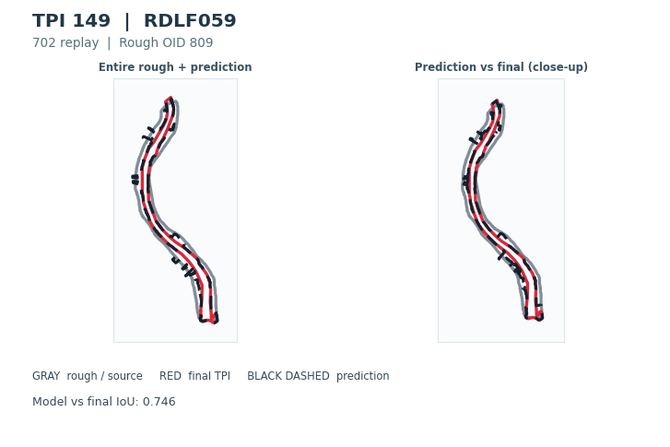 TPI 149 | RDLF059
702 replay | Rough OID 809
Entire rough + prediction
Prediction vs final (close-up)
GRAY rough / source RED final TPI BLACK DASHED prediction
Model vs final IoU: 0.746